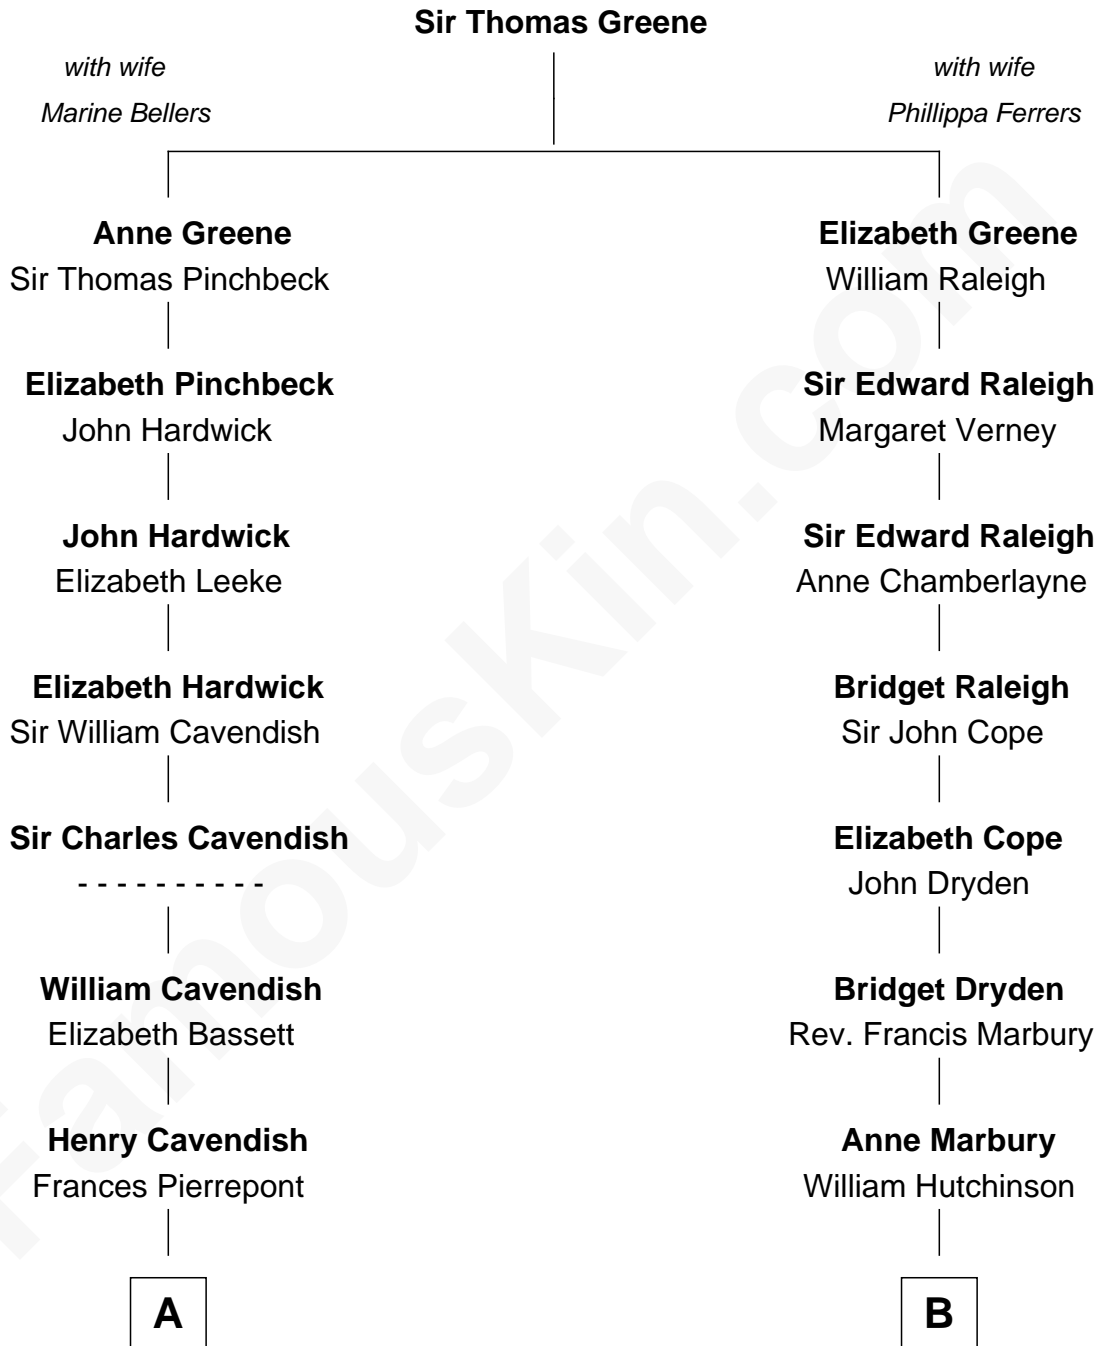 Sir Thomas Greene
with wife
Marine Bellers
with wife
Phillippa Ferrers
Anne Greene
Sir Thomas Pinchbeck
Elizabeth Greene
William Raleigh
Elizabeth Pinchbeck
John Hardwick
Sir Edward Raleigh
Margaret Verney
John Hardwick
Elizabeth Leeke
Sir Edward Raleigh
Anne Chamberlayne
Elizabeth Hardwick
Sir William Cavendish
Bridget Raleigh
Sir John Cope
Sir Charles Cavendish
- - - - - - - - - -
Elizabeth Cope
John Dryden
William Cavendish
Elizabeth Bassett
Bridget Dryden
Rev. Francis Marbury
Henry Cavendish
Frances Pierrepont
Anne Marbury
William Hutchinson
A
B
FamousKin.com